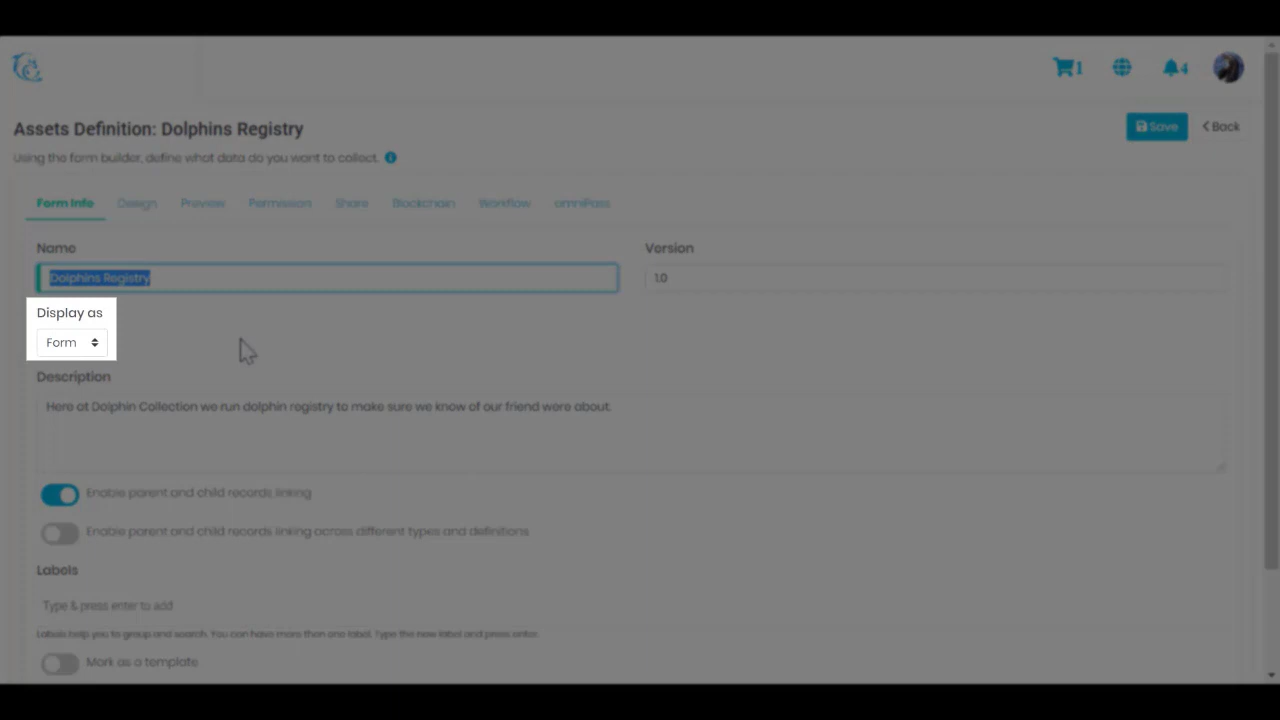 1
4
Assets Definition: Dolphins Registry
Save
Back
Using the form builder, define what data do you want to collect.
Form Info Design Preview Permission Share Blockchain Workflow omniPass
Name
Version
Dolphins Registry
1.0
Display as
Form
Description
Here at Dolphin Collection we run dolphin registry to make sure we know of our friend were about.
Enable parent and child records linking
Enable parent and child records linking across different types and definitions
Labels
Type & press enter to add
Labels help you to group and search. You can have more than one label. Type the new label and press enter.
Mark as a template